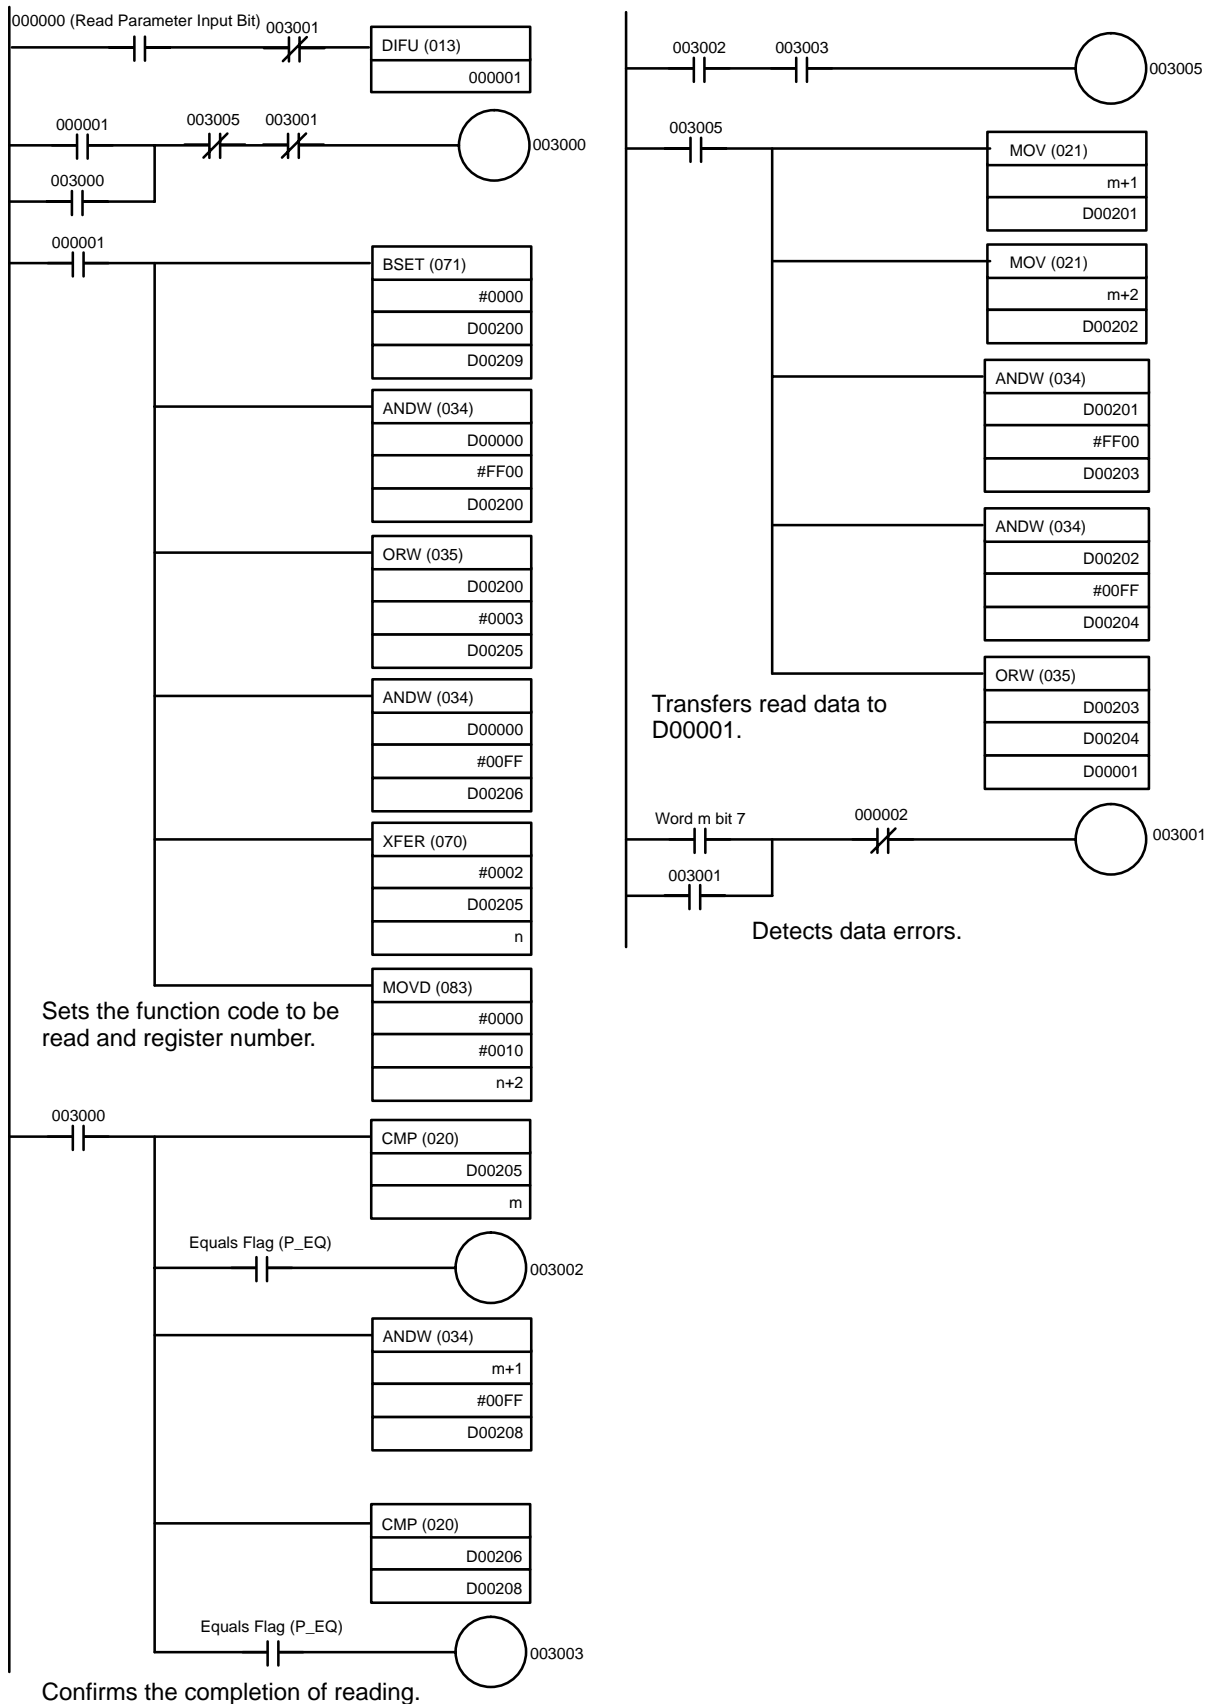 000000 (Read Parameter Input Bit)
003001
DIFU (013)
000001
000001
003005
003001
003000
003000
000001
BSET (071)
#0000
D00200
D00209
ANDW (034)
D00000
#FF00
D00200
ORW (035)
D00200
#0003
D00205
ANDW (034)
D00000
#00FF
D00206
XFER (070)
#0002
D00205
n
MOVD (083)
#0000
#0010
n+2
Sets the function code to be
read and register number.
003000
CMP (020)
D00205
m
Equals Flag (P_EQ)
003002
ANDW (034)
m+1
#00FF
D00208
CMP (020)
D00206
D00208
Equals Flag (P_EQ)
003003
Confirms the completion of reading.
003002
003003
003005
003005
MOV (021)
m+1
D00201
MOV (021)
m+2
D00202
ANDW (034)
D00201
#FF00
D00203
ANDW (034)
D00202
#00FF
D00204
ORW (035)
D00203
D00204
D00001
Transfers read data to
D00001.
Word m bit 7
000002
003001
003001
Detects data errors.